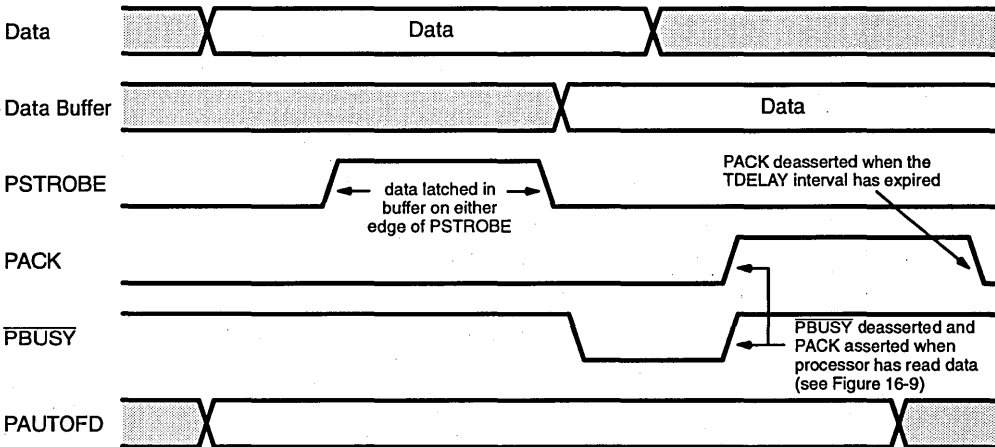 Data
Data
Data Buffer
Data
PSTROBE
data latched in
buffer on either
edge of PSTROBE
PACK deasserted when the
TDELAY interval has expired
PACK
PBUSY
PBUSY deasserted and
PACK asserted when
processor has read data
(see Figure 16-9)
PAUTOFD